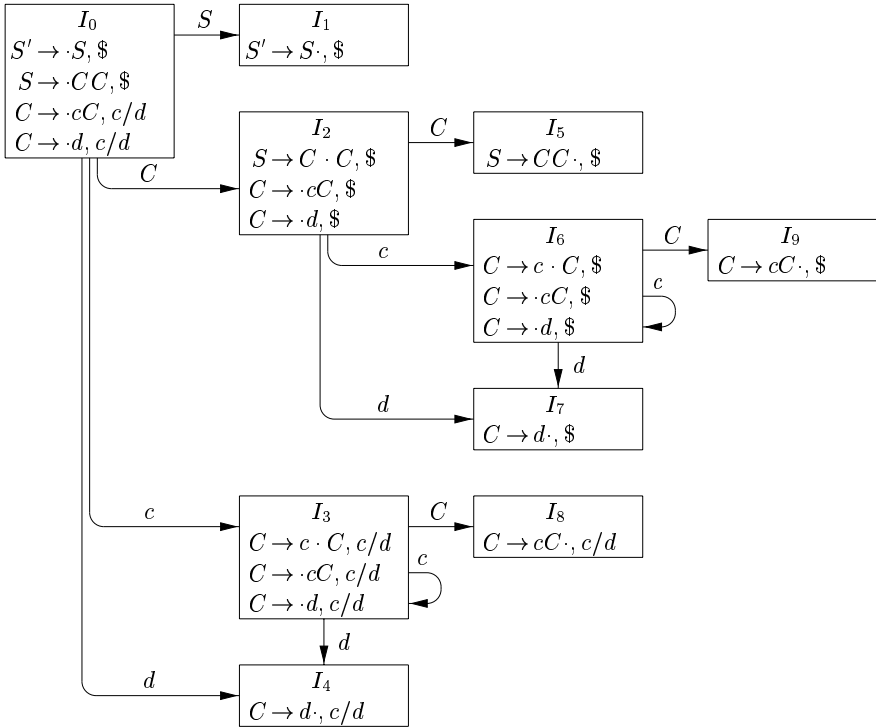 I₀
S' → ·S, $
S → ·CC, $
C → ·cC, c/d
C → ·d, c/d
S
I₁
S' → S·, $
C
I₂
S → C · C, $
C → ·cC, $
C → ·d, $
C
I₅
S → CC·, $
c
I₆
C → c · C, $
C → ·cC, $
C → ·d, $
C
I₉
C → cC·, $
c
d
d
I₇
C → d·, $
c
I₃
C → c · C, c/d
C → ·cC, c/d
C → ·d, c/d
C
I₈
C → cC·, c/d
c
d
d
I₄
C → d·, c/d